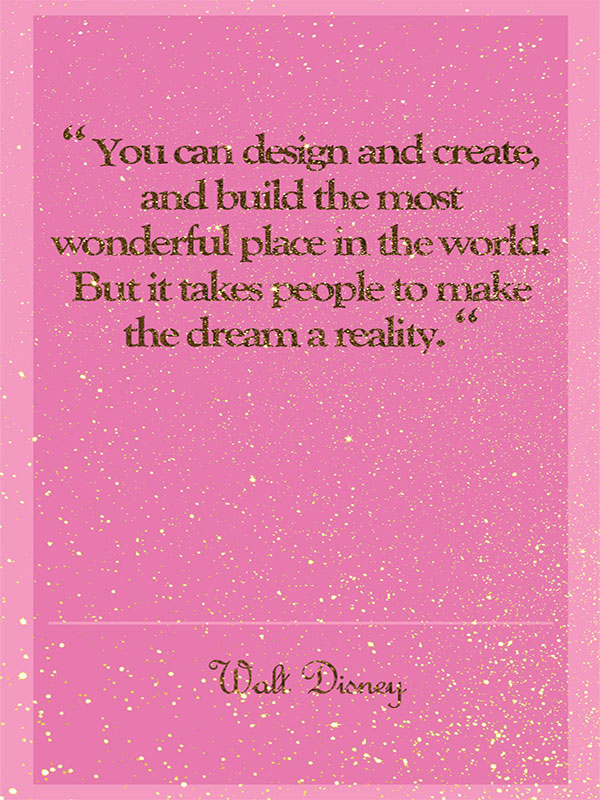 “ You can design and create,
and build the most
wonderful place in the world.
But it takes people to make
the dream a reality. “
Walt Disney